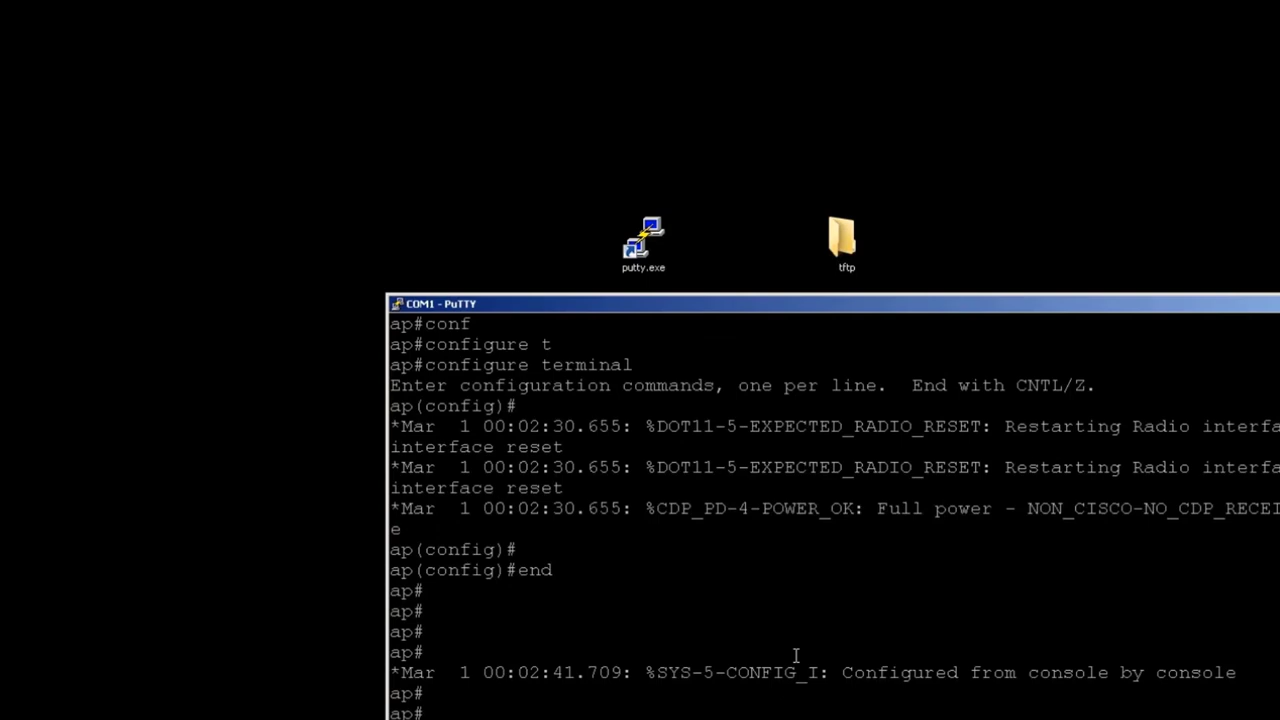 putty.exe
tftp
COM1 - PuTTY
ap#conf
ap#configure t
ap#configure terminal
Enter configuration commands, one per line.  End with CNTL/Z.
ap(config)#
*Mar  1 00:02:30.655: %DOT11-5-EXPECTED_RADIO_RESET: Restarting Radio interfa
interface reset
*Mar  1 00:02:30.655: %DOT11-5-EXPECTED_RADIO_RESET: Restarting Radio interfa
interface reset
*Mar  1 00:02:30.655: %CDP_PD-4-POWER_OK: Full power - NON_CISCO-NO_CDP_RECEI
e
ap(config)#
ap(config)#end
ap#
ap#
ap#
ap#
*Mar  1 00:02:41.709: %SYS-5-CONFIG_I: Configured from console by console
ap#
ap#